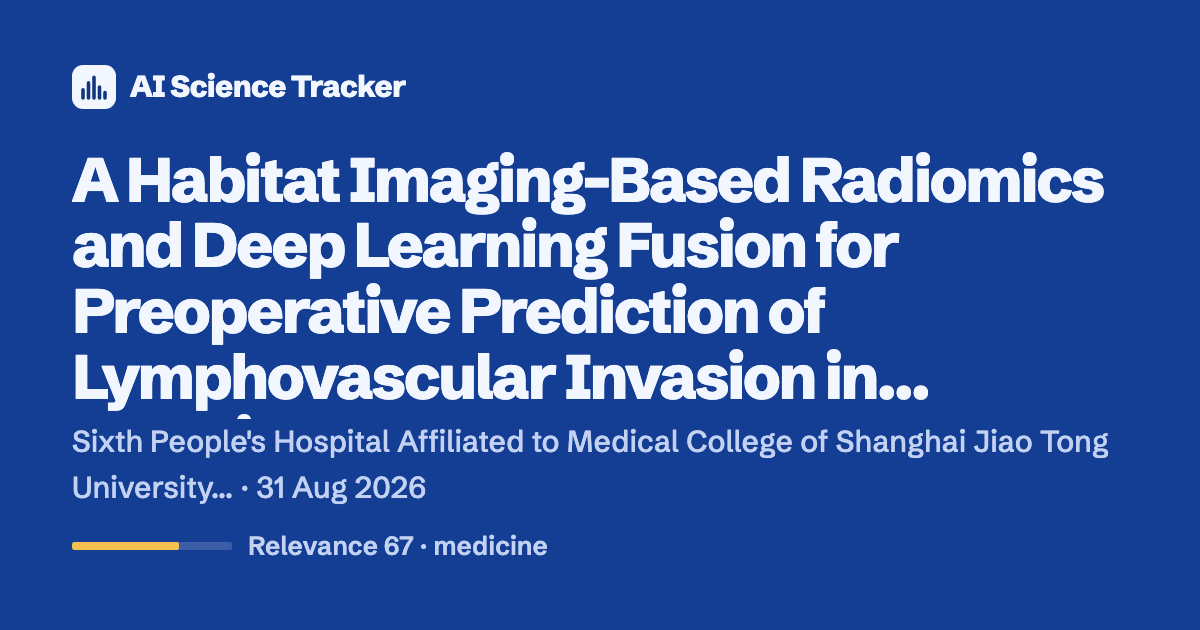 AI Science Tracker
A Habitat Imaging-Based Radiomics
and Deep Learning Fusion for
Preoperative Prediction of
Lymphovascular Invasion in...
Sixth People's Hospital Affiliated to Medical College of Shanghai Jiao Tong
University... · 31 Aug 2026
Relevance 67 · medicine